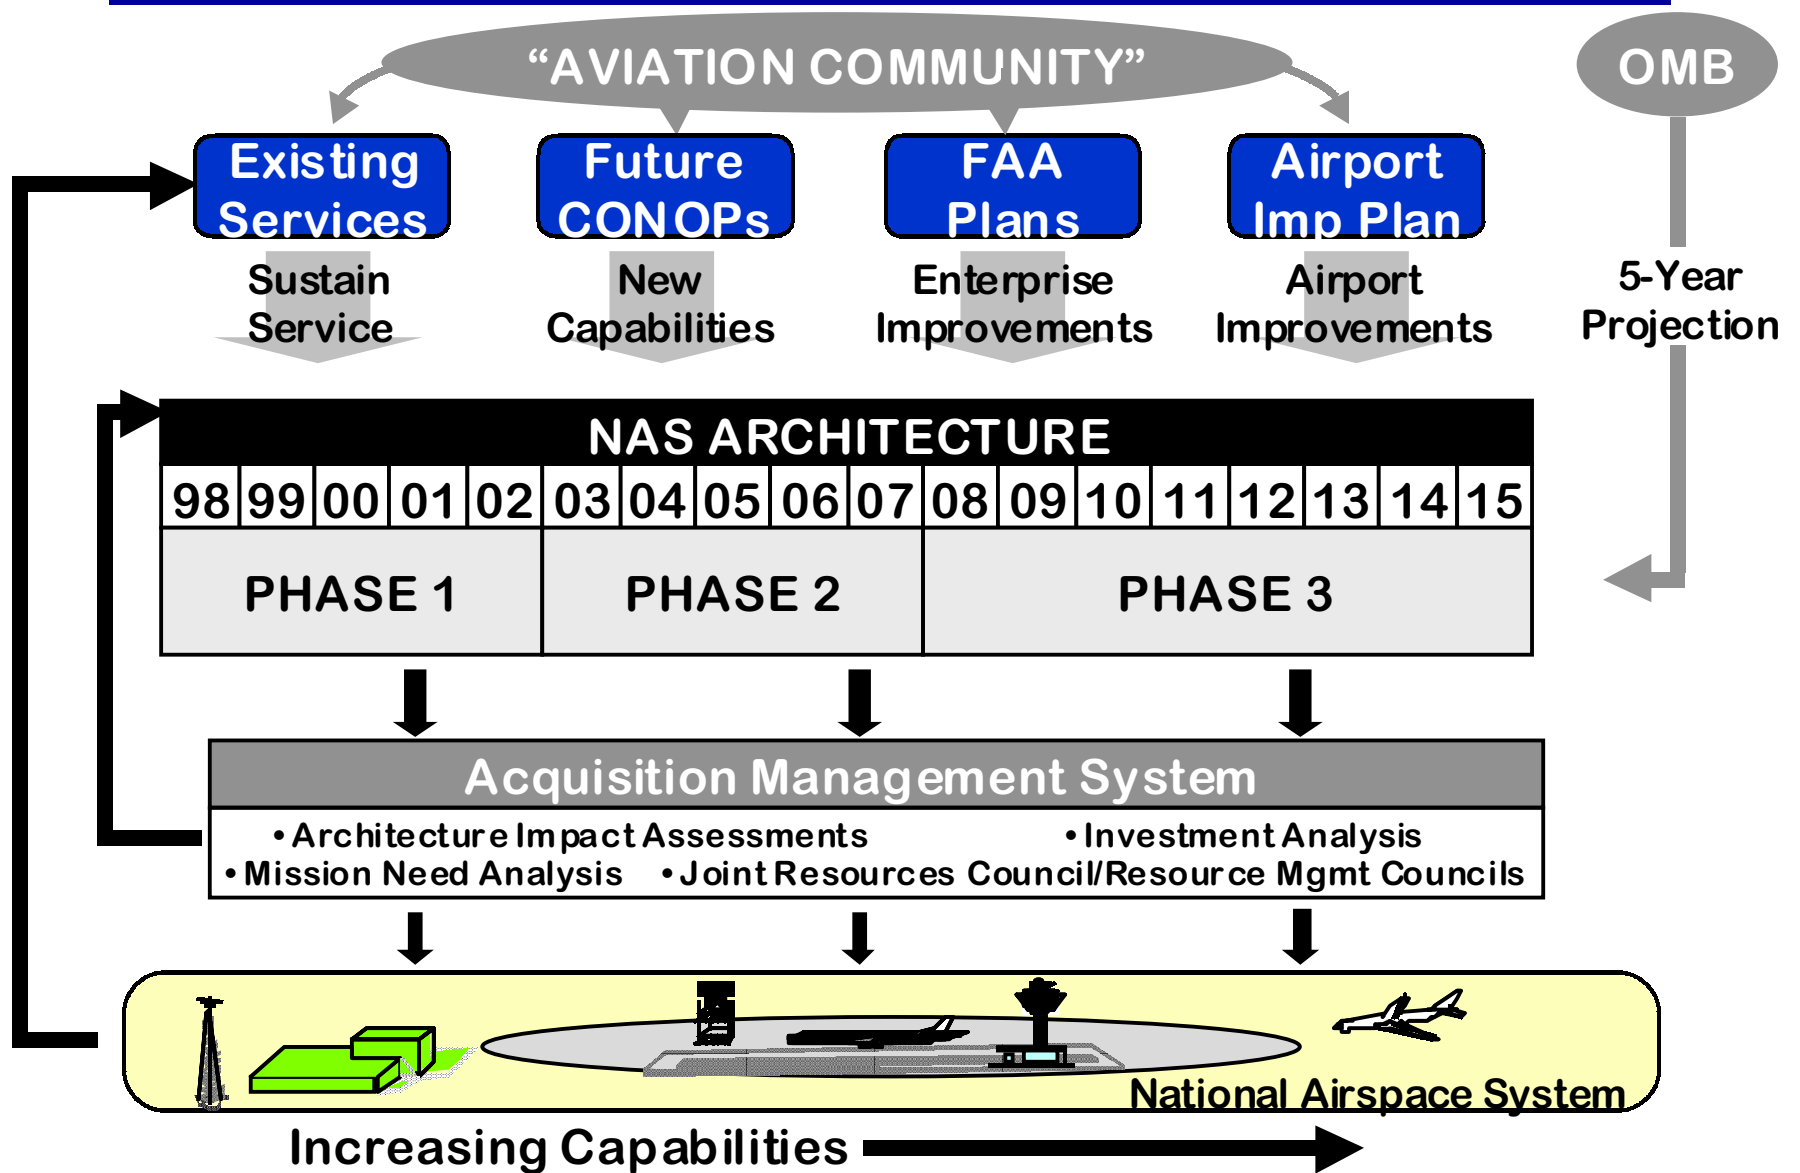 “AVIATION COMMUNITY”
OMB
Existing
Services
Future
CONOPs
FAA
Plans
Airport
Imp Plan
Sustain
Service
New
Capabilities
Enterprise
Improvements
Airport
Improvements
5-Year
Projection
NAS ARCHITECTURE
98 99 00 01 02 03 04 05 06 07 08 09 10 11 12 13 14 15
PHASE 1 PHASE 2 PHASE 3
Acquisition Management System
• Architecture Impact Assessments • Investment Analysis
• Mission Need Analysis • Joint Resources Council/Resource Mgmt Councils
National Airspace System
Increasing Capabilities